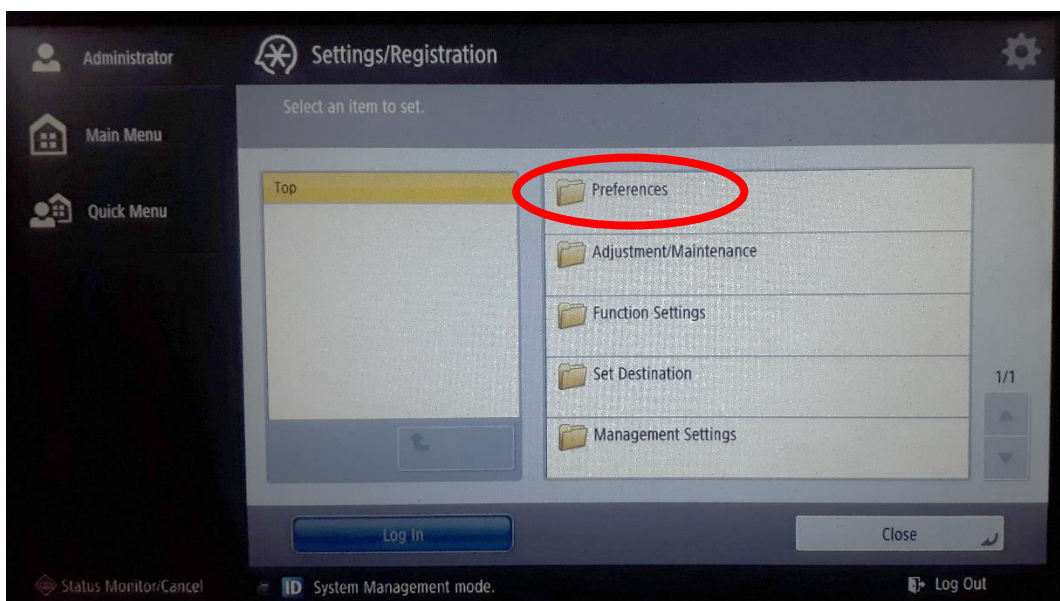 Administrator
Settings/Registration
Select an item to set.
Main Menu
Quick Menu
Top
Preferences
Adjustment/Maintenance
Function Settings
Set Destination
Management Settings
1/1
Log In
Close
Status Monitor/Cancel
ID System Management mode.
Log Out